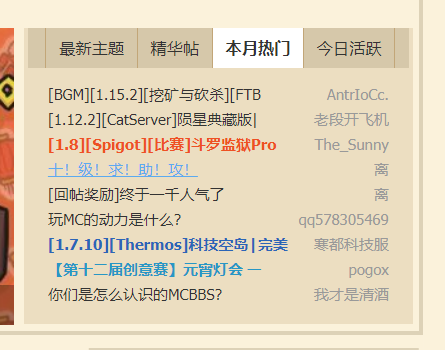 最新主题 精华帖 本月热门 今日活跃
[BGM][1.15.2][挖矿与砍杀][FTB AntrIoCc.
[1.12.2][CatServer]陨星典藏版| 老段开飞机
[1.8][Spigot][比赛]斗罗监狱Pro The_Sunny
十！级！求！助！攻！ 离
[回帖奖励]终于一千人气了 离
玩MC的动力是什么? qq578305469
[1.7.10][Thermos]科技空岛|完美 寒都科技服
【第十二届创意赛】元宵灯会 — pogox
你们是怎么认识的MCBBS? 我才是清酒